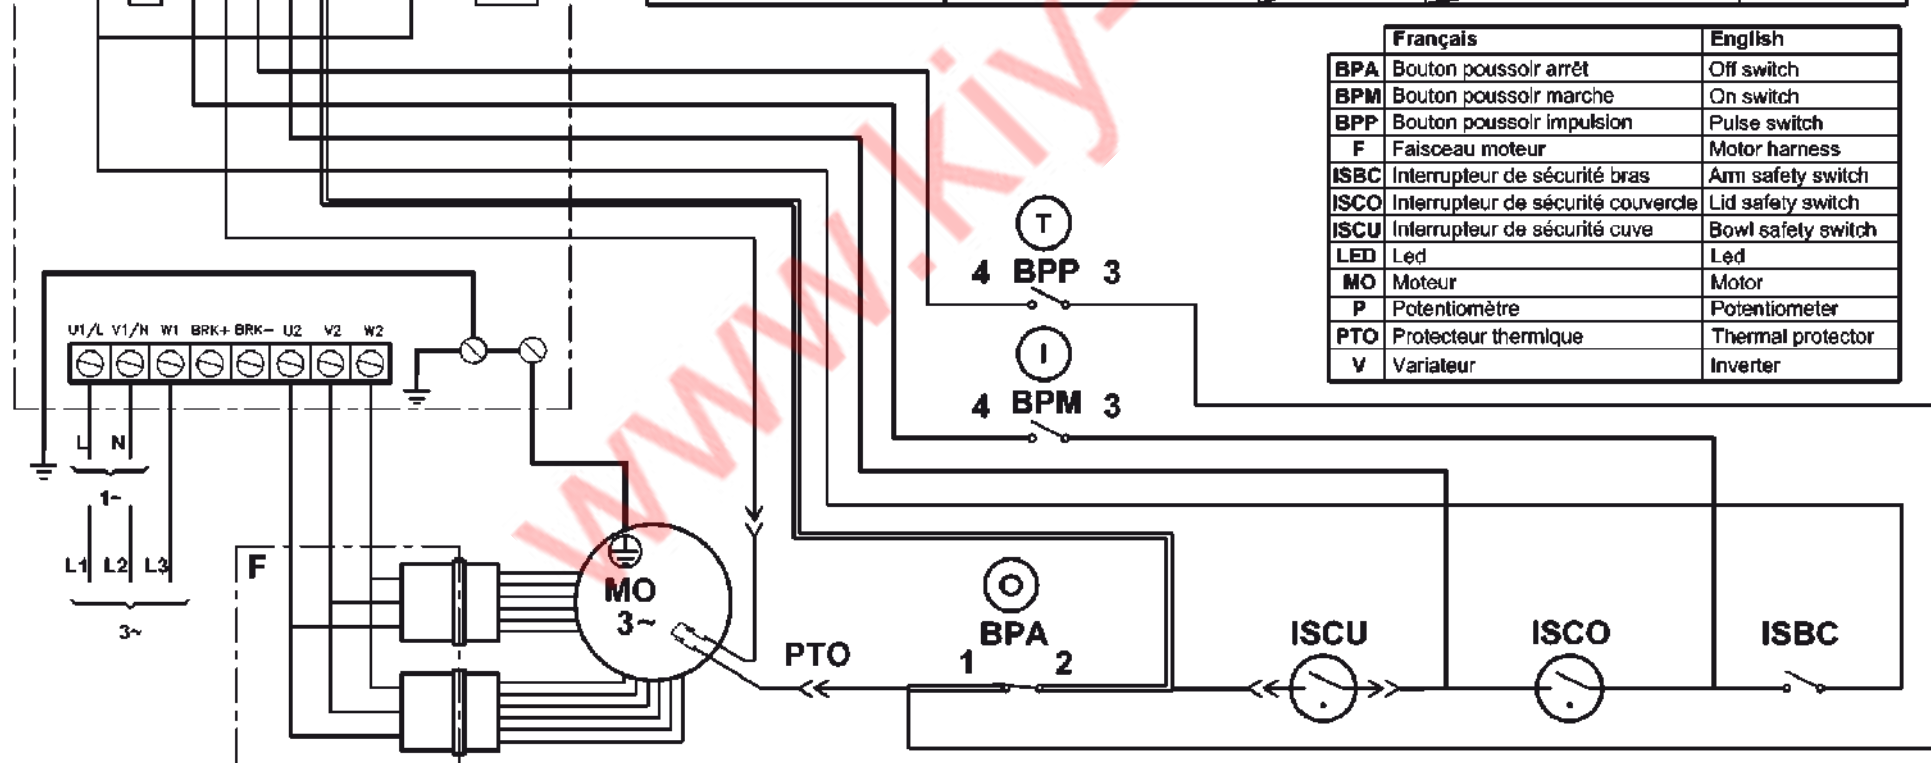 Français English
BPA Bouton poussoir arrêt Off switch
BPM Bouton poussoir marche On switch
BPP Bouton poussoir impulsion Pulse switch
F Faisceau moteur Motor harness
ISBC Interrupteur de sécurité bras Arm safety switch
ISCO Interrupteur de sécurité couvercle Lid safety switch
ISCU Interrupteur de sécurité cuve Bowl safety switch
LED Led Led
MO Moteur Motor
P Potentiomètre Potentiometer
PTO Protecteur thermique Thermal protector
V Variateur Inverter
T
4 BPP 3
I
4 BPM 3
U1/L V1/N W1 BRK+ BRK- U2 V2 W2
L N
1~
L1 L2 L3
3~
F
MO
3~
PTO
O
BPA
1 2
ISCU ISCO ISBC
www.kiy-